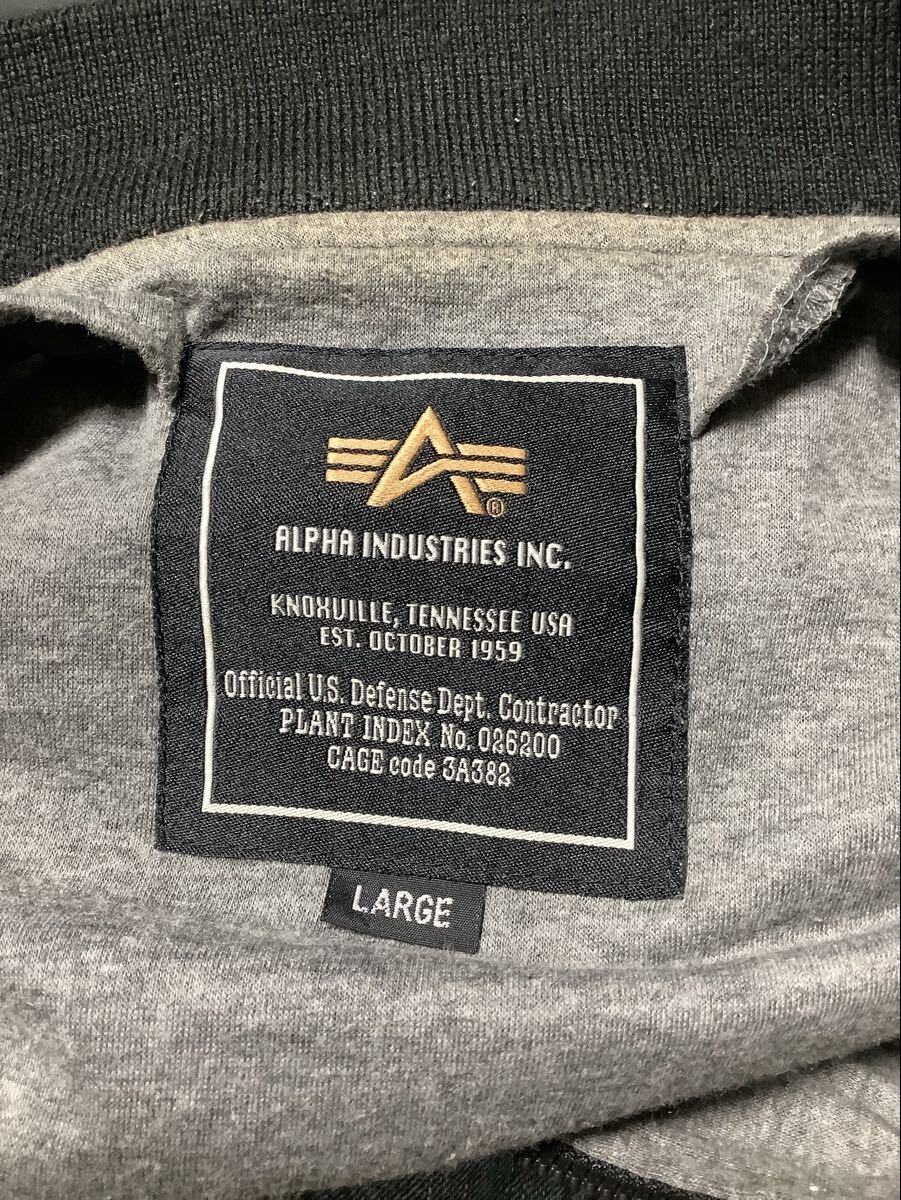 ®
ALPHA INDUSTRIES INC.
KNOXVILLE, TENNESSEE USA
EST. OCTOBER 1959
Official U.S. Defense Dept. Contractor
PLANT INDEX No. 026200
CAGE code 3A382
LARGE